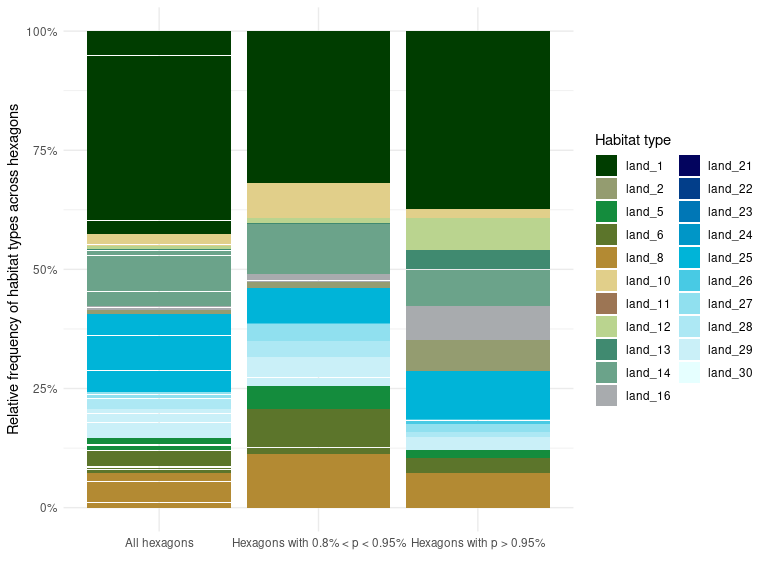 Relative frequency of habitat types across hexagons
100%
75%
50%
25%
0%
All hexagons
Hexagons with 0.8% < p < 0.95%
Hexagons with p > 0.95%
Habitat type
land_1
land_2
land_5
land_6
land_8
land_10
land_11
land_12
land_13
land_14
land_16
land_21
land_22
land_23
land_24
land_25
land_26
land_27
land_28
land_29
land_30